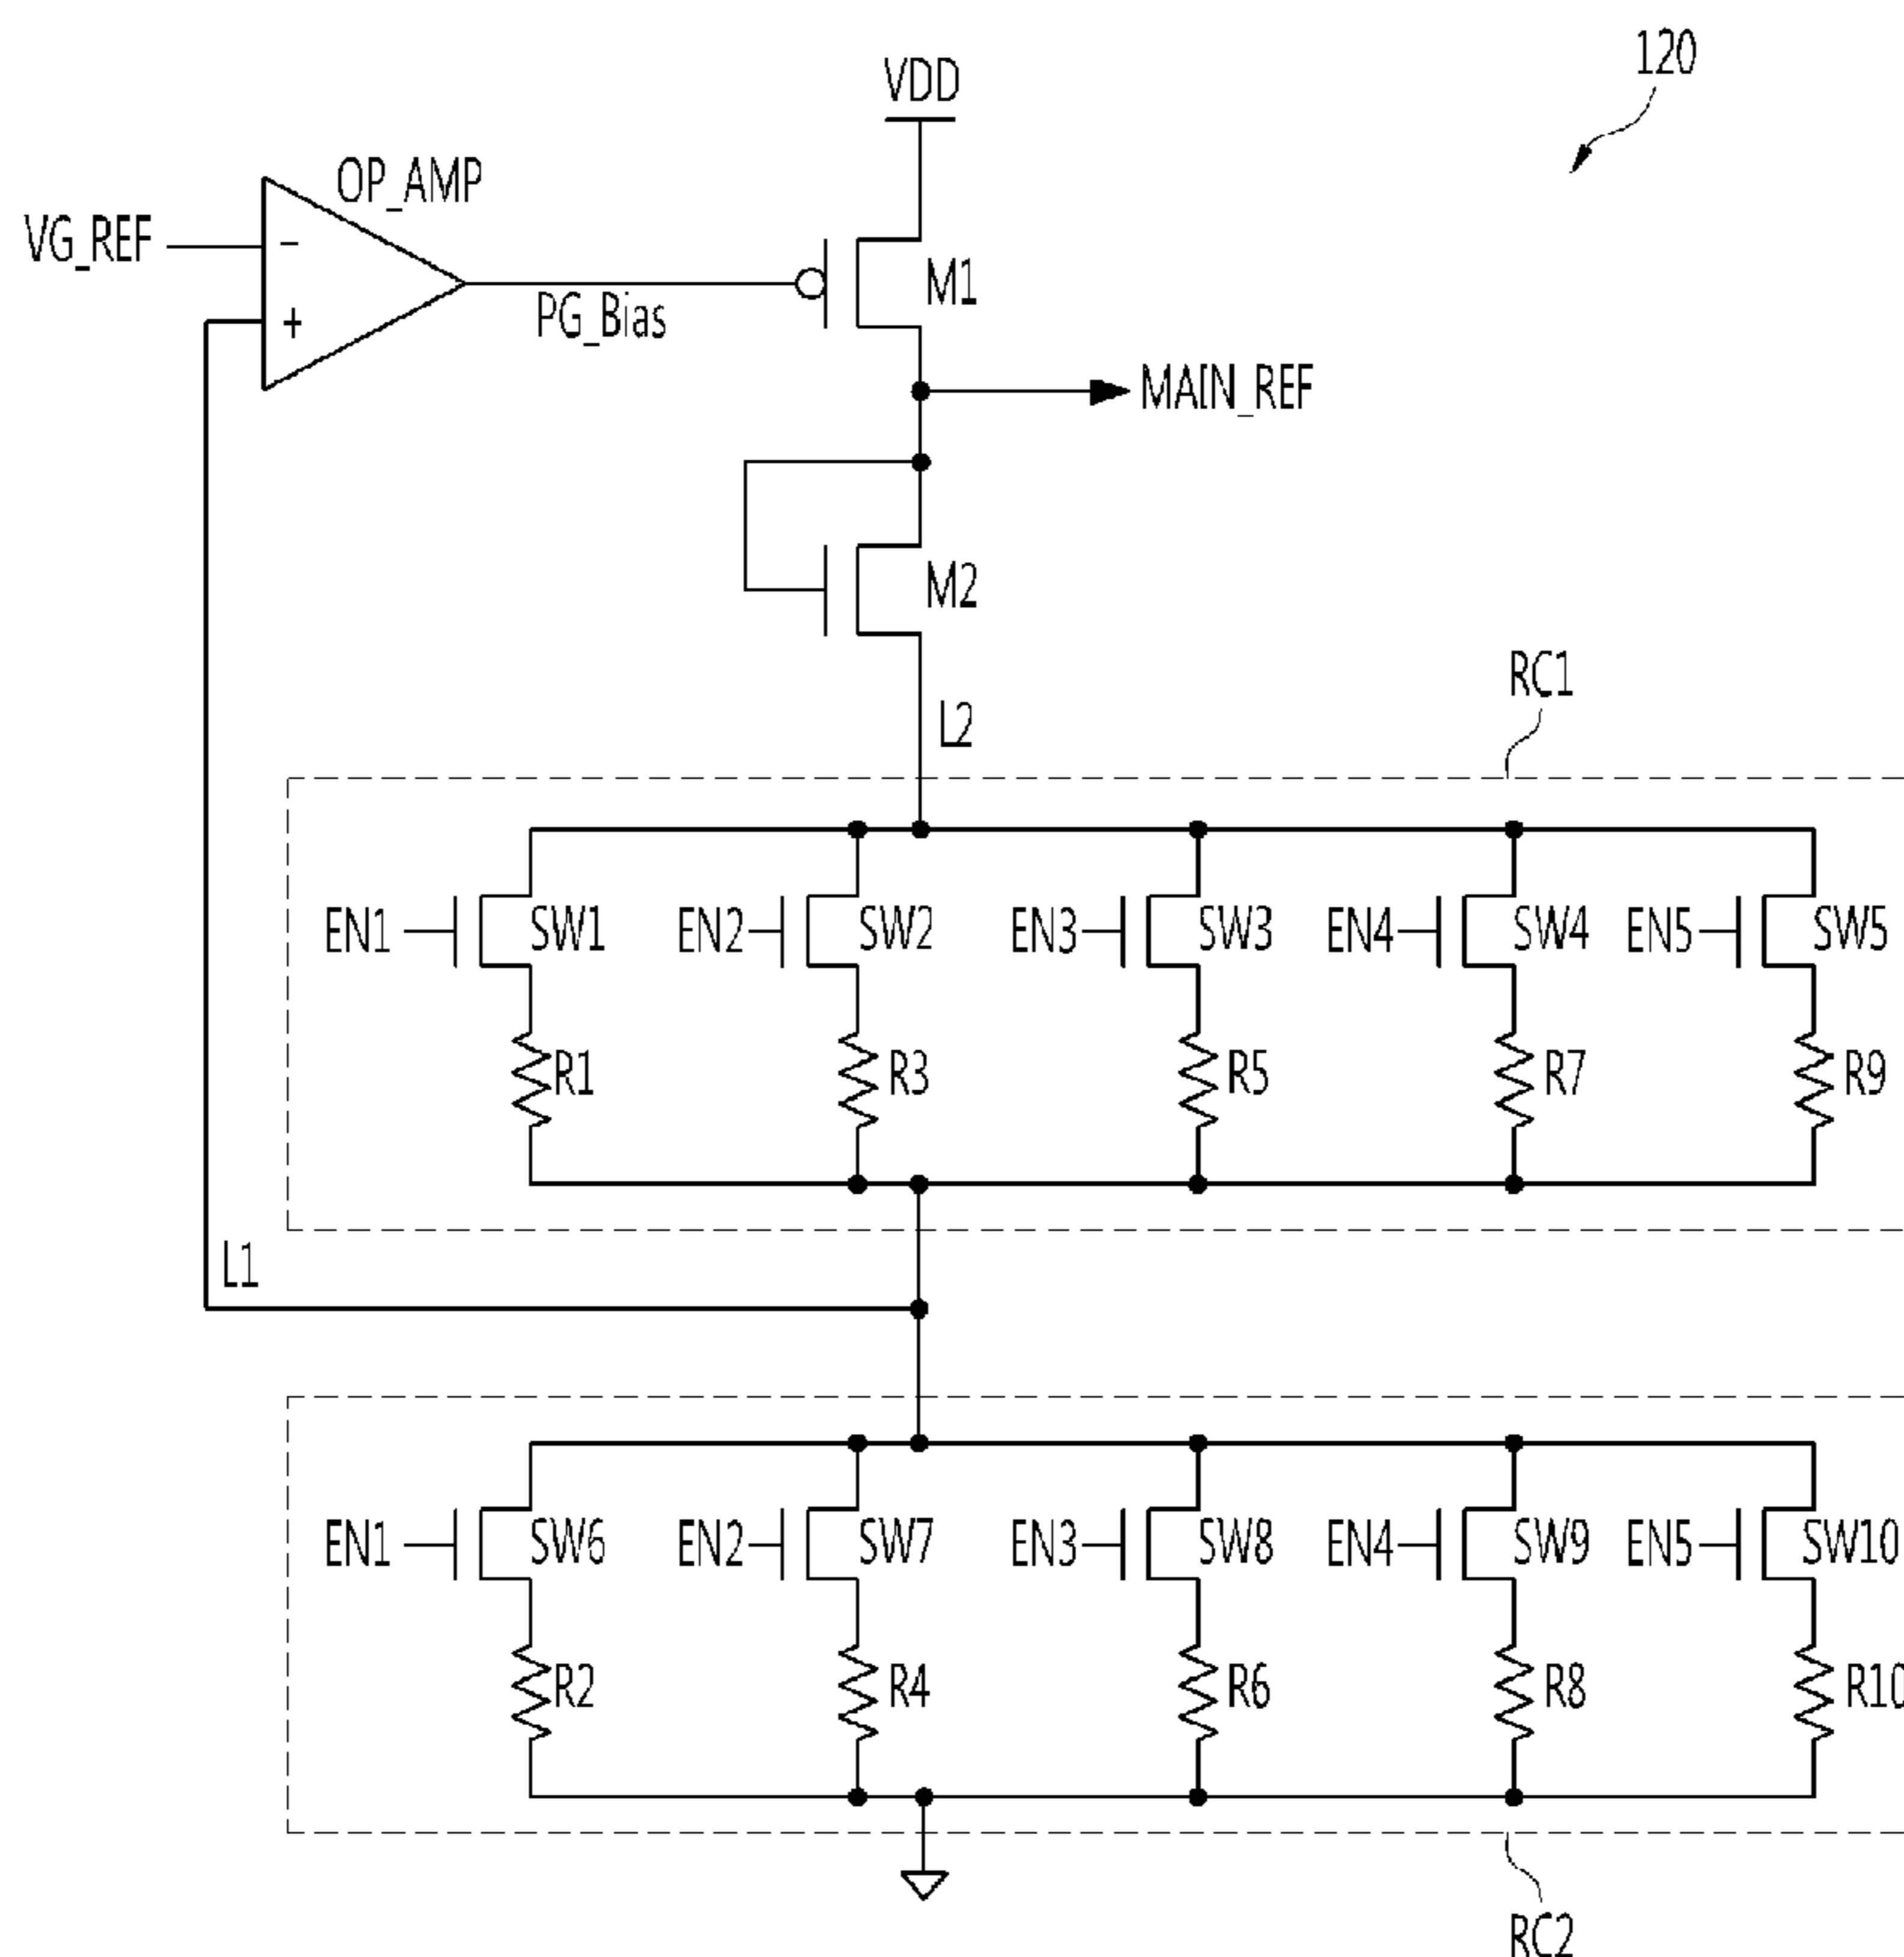 120
VDD
OP_AMP
VG_REF
−
+
PG_Bias
M1
MAIN_REF
M2
L2
RC1
EN1 SW1 EN2 SW2 EN3 SW3 EN4 SW4 EN5 SW5
R1 R3 R5 R7 R9
L1
EN1 SW6 EN2 SW7 EN3 SW8 EN4 SW9 EN5 SW10
R2 R4 R6 R8 R10
RC2